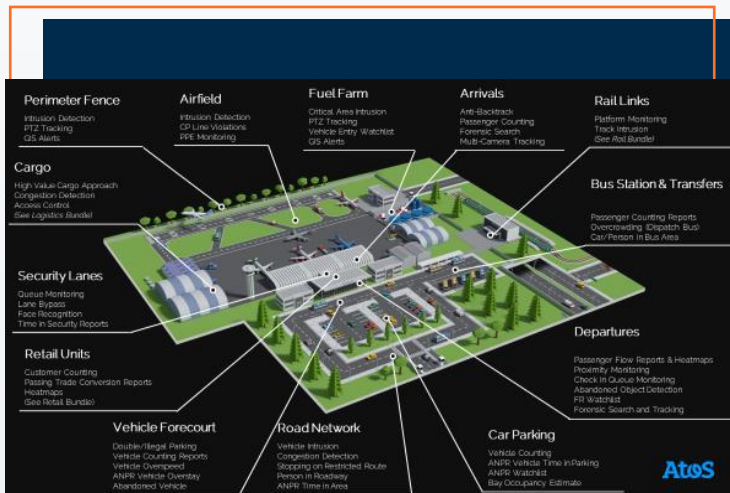 Perimeter Fence
Intrusion Detection
PTZ Tracking
GIS Alerts
Airfield
Intrusion Detection
CP Line Violations
PPE Monitoring
Fuel Farm
Critical Area Intrusion
PTZ Tracking
Vehicle Entry Watchlist
GIS Alerts
Arrivals
Anti-Backtrack
Passenger Counting
Forensic Search
Multi-Camera Tracking
Rail Links
Platform Monitoring
Track Intrusion
(See Rail Bundle)
Cargo
High Value Cargo Approach
Congestion Detection
Access Control
(See Logistics Bundle)
Bus Station & Transfers
Passenger Counting Reports
Overcrowding (Dispatch Bus)
Car/Person in Bus Area
Security Lanes
Queue Monitoring
Lane Bypass
Face Recognition
Time in Security Reports
Retail Units
Customer Counting
Passing Trade Conversion Reports
Heatmaps
(See Retail Bundle)
Departures
Passenger Flow Reports & Heatmaps
Proximity Monitoring
Check In Queue Monitoring
Abandoned Object Detection
FR Watchlist
Forensic Search and Tracking
Vehicle Forecourt
Double/Illegal Parking
Vehicle Counting Reports
Vehicle Overspeed
ANPR Vehicle Overstay
Abandoned Vehicle
Road Network
Vehicle Intrusion
Congestion Detection
Stopping on Restricted Route
Person in Roadway
ANPR Time in Area
Car Parking
Vehicle Counting
ANPR Vehicle Time in Parking
ANPR Watchlist
Bay Occupancy Estimate
Atos